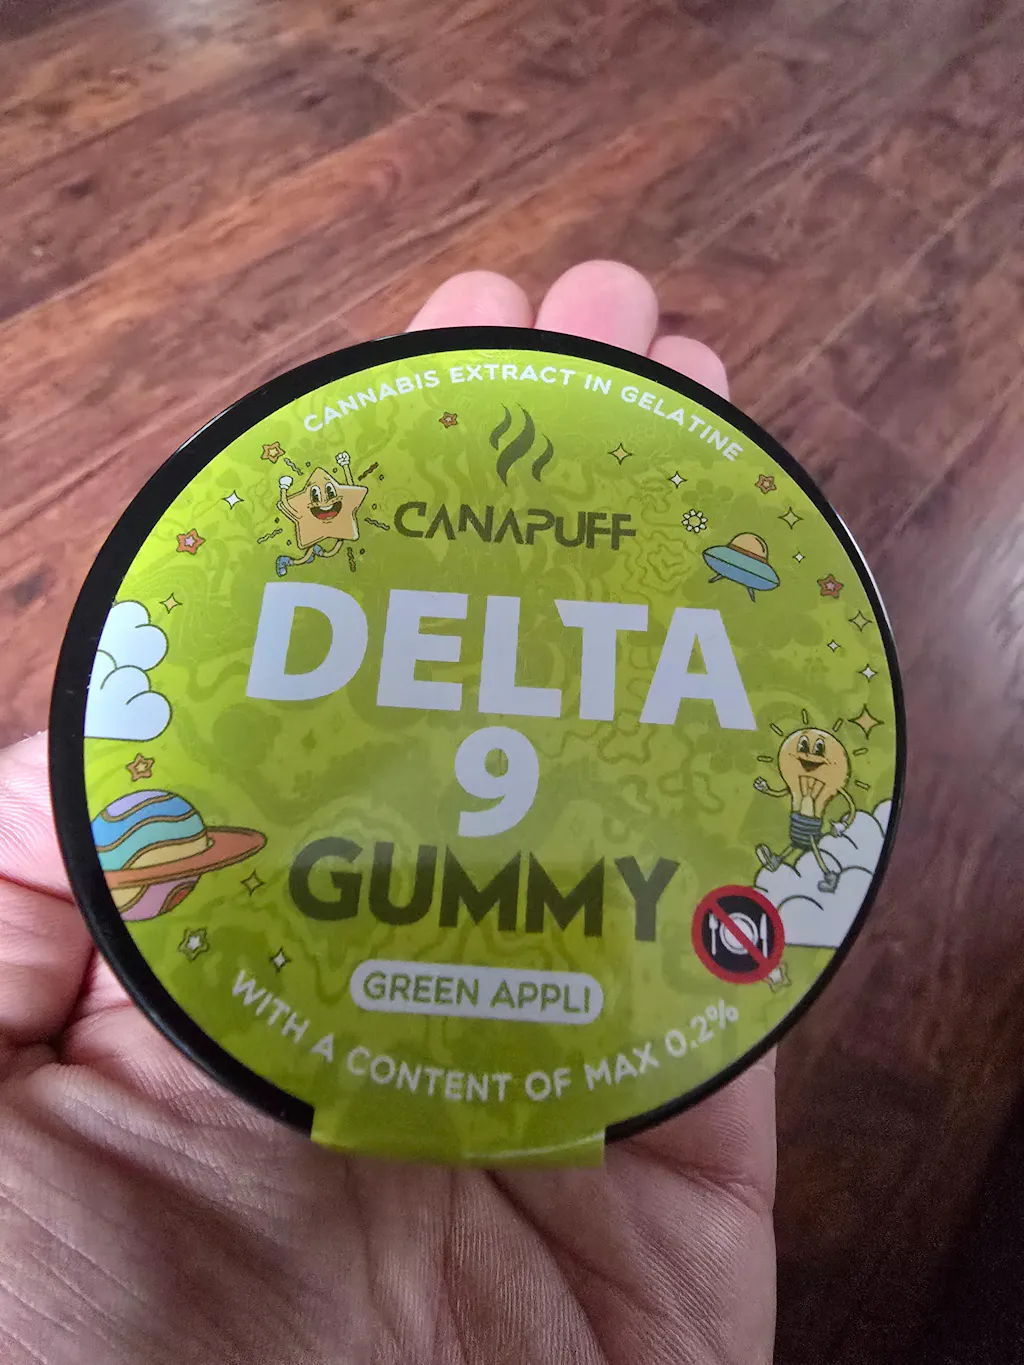 CANNABIS EXTRACT IN GELATINE
CANAPUFF
DELTA
9
GUMMY
GREEN APPLI
WITH A CONTENT OF MAX 0.2%